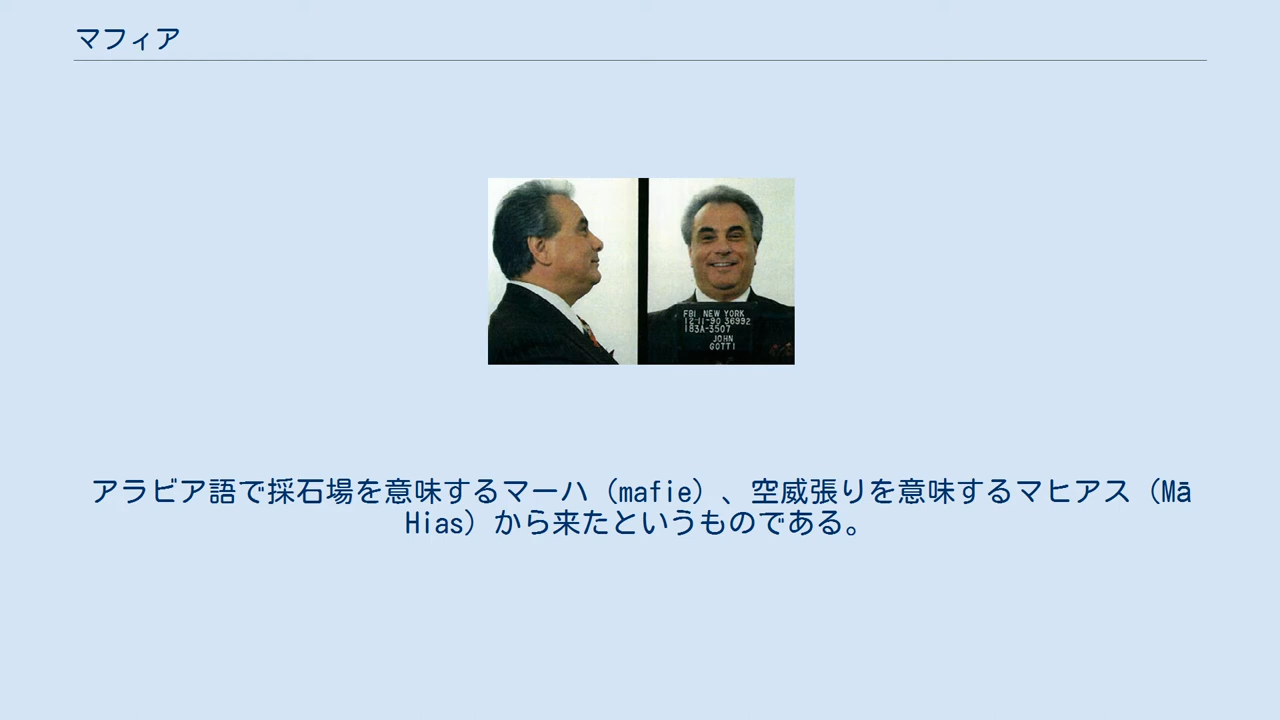 マフィア
FBI NEW YORK
12-11-90 36992
183A-3507
JOHN
GOTTI
アラビア語で採石場を意味するマーハ（mafie）、空威張りを意味するマヒアス（Mā
Hias）から来たというものである。